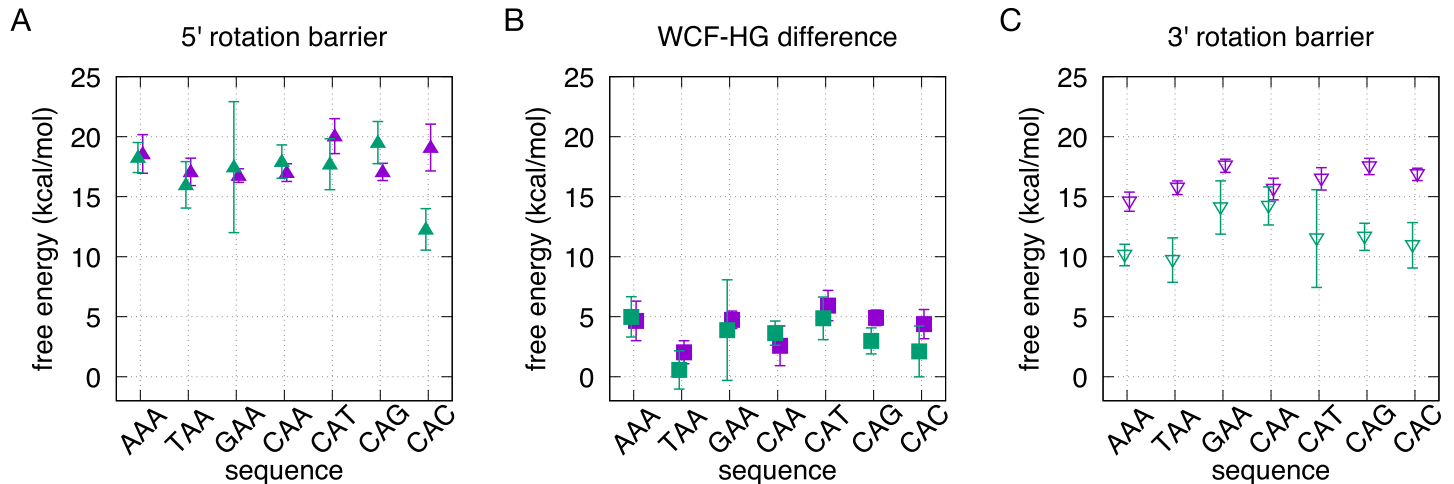 A
5' rotation barrier
free energy (kcal/mol)
25
20
15
10
5
0
AAA
TAA
GAA
CAA
CAT
CAG
CAC
sequence
B
WCF-HG difference
free energy (kcal/mol)
25
20
15
10
5
0
AAA
TAA
GAA
CAA
CAT
CAG
CAC
sequence
C
3' rotation barrier
free energy (kcal/mol)
25
20
15
10
5
0
AAA
TAA
GAA
CAA
CAT
CAG
CAC
sequence